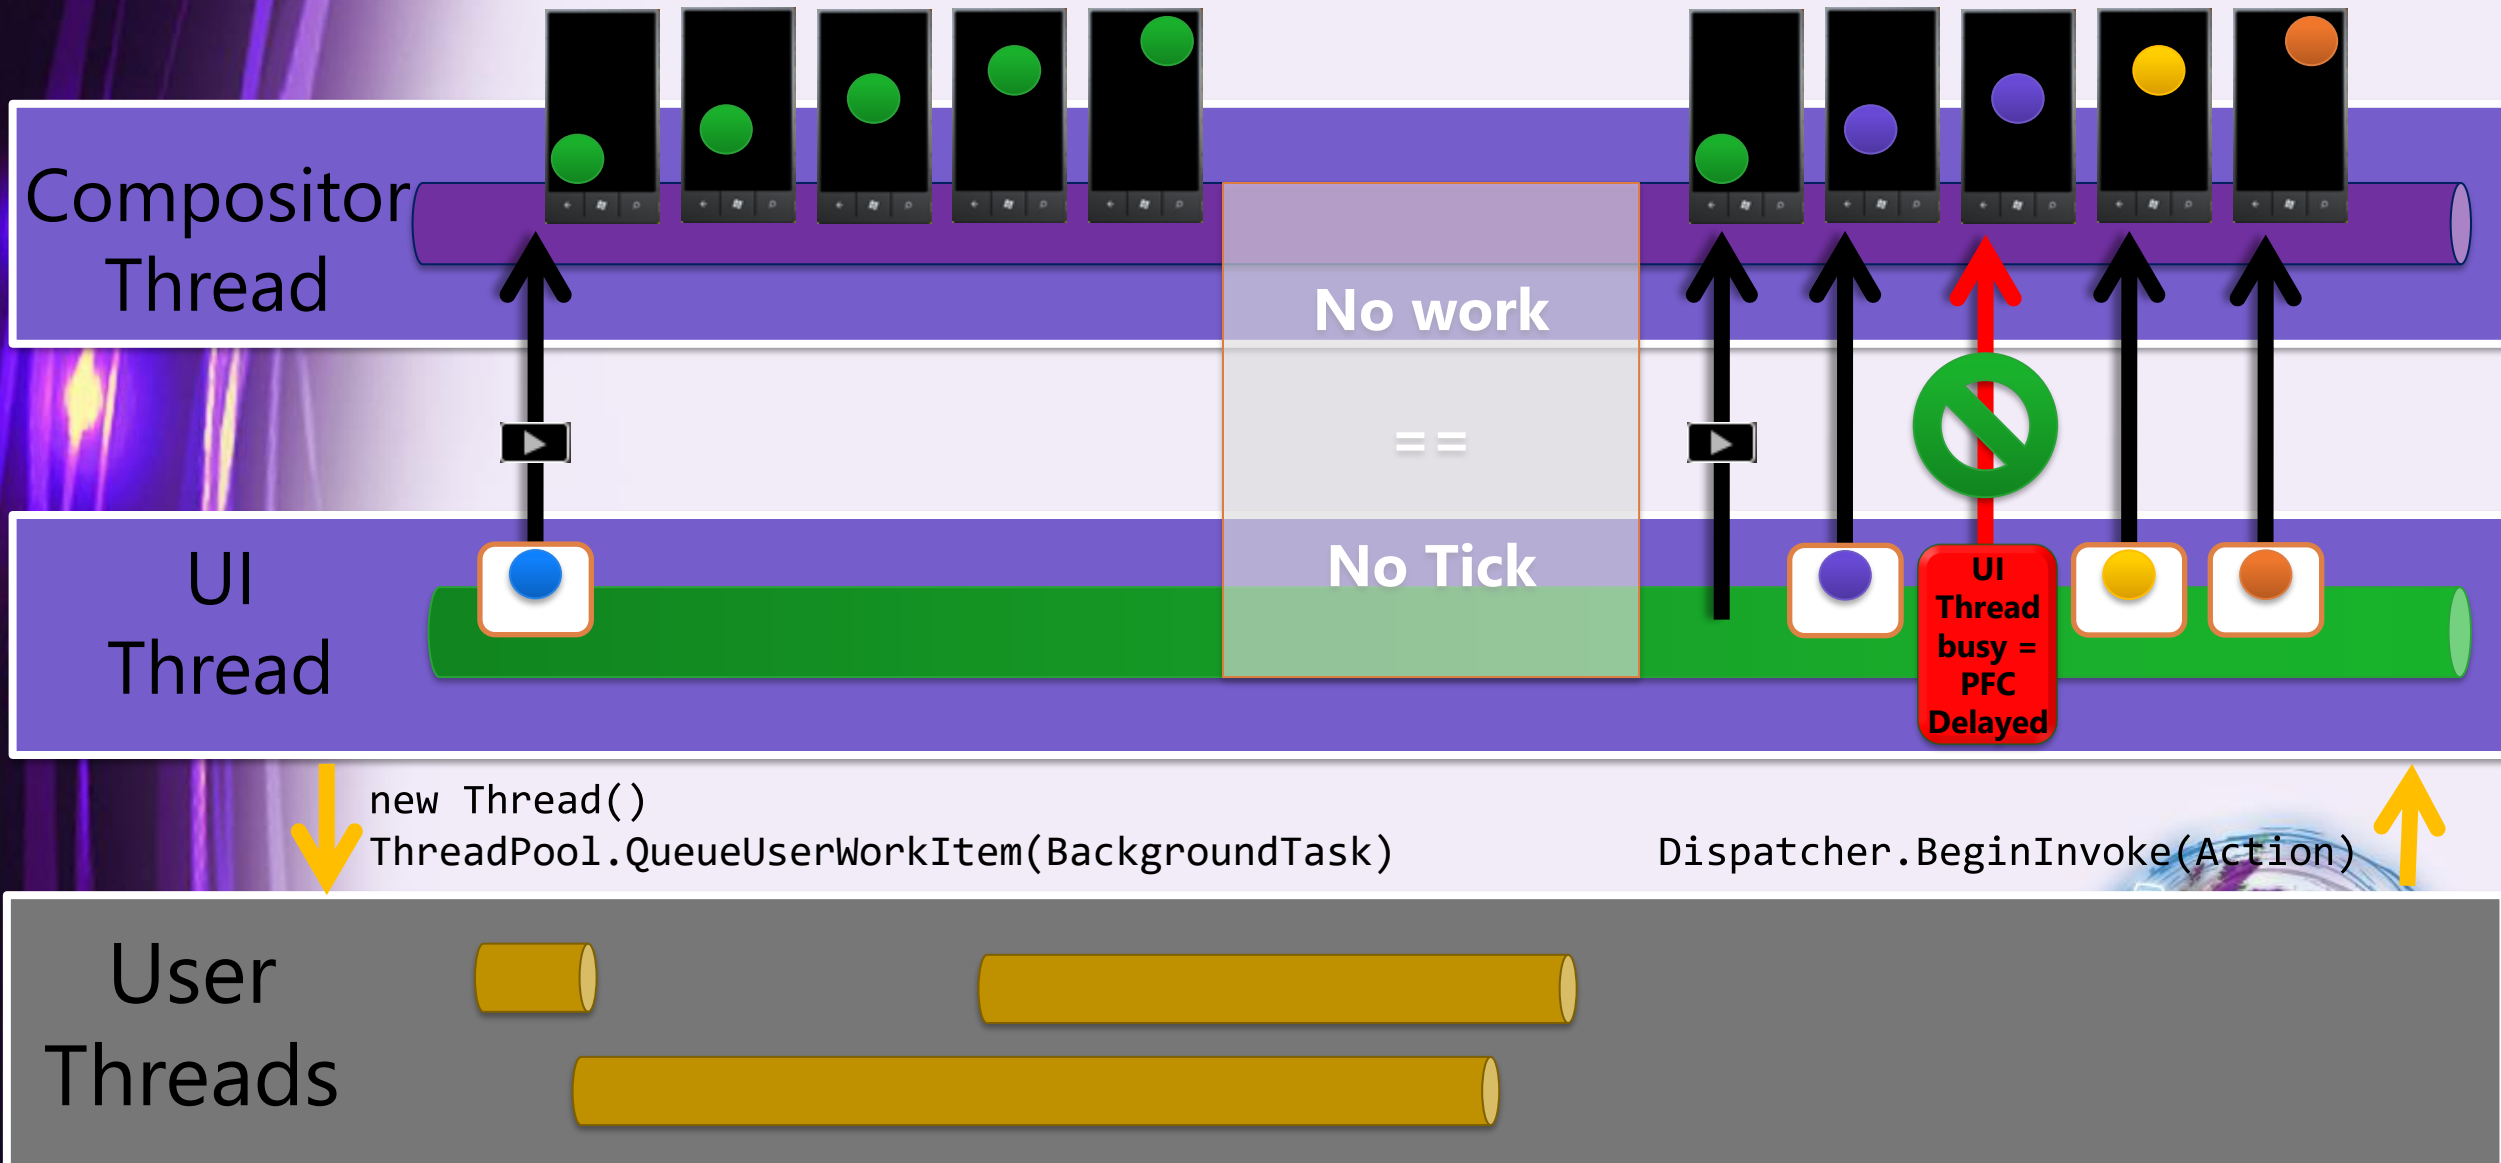 Compositor
Thread
No work
==
No Tick
UI
Thread
UI
Thread
busy =
PFC
Delayed
new Thread()
ThreadPool.QueueUserWorkItem(BackgroundTask)
Dispatcher.BeginInvoke(Action)
User
Threads